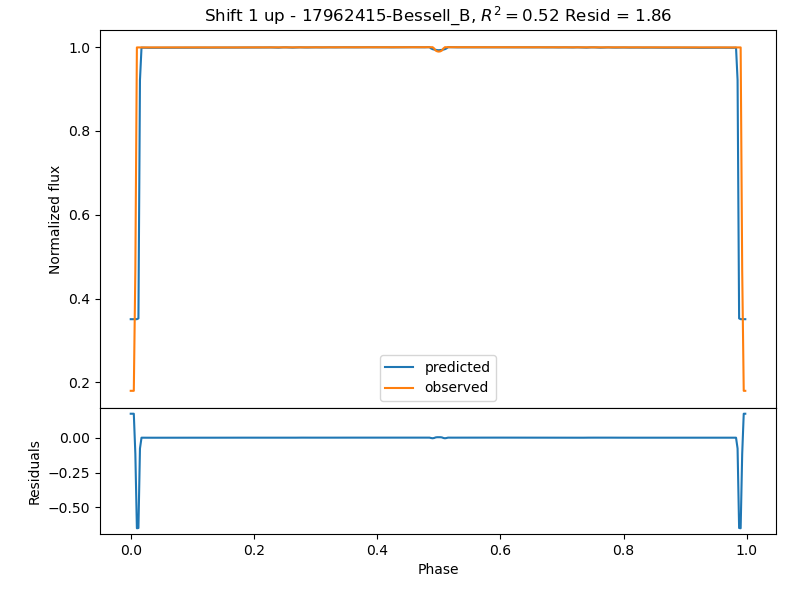 Shift 1 up - 17962415-Bessell_B, R² = 0.52 Resid = 1.86
1.0
0.8
0.6
0.4
0.2
Normalized flux
predicted
observed
0.00
−0.25
−0.50
Residuals
0.0 0.2 0.4 0.6 0.8 1.0
Phase